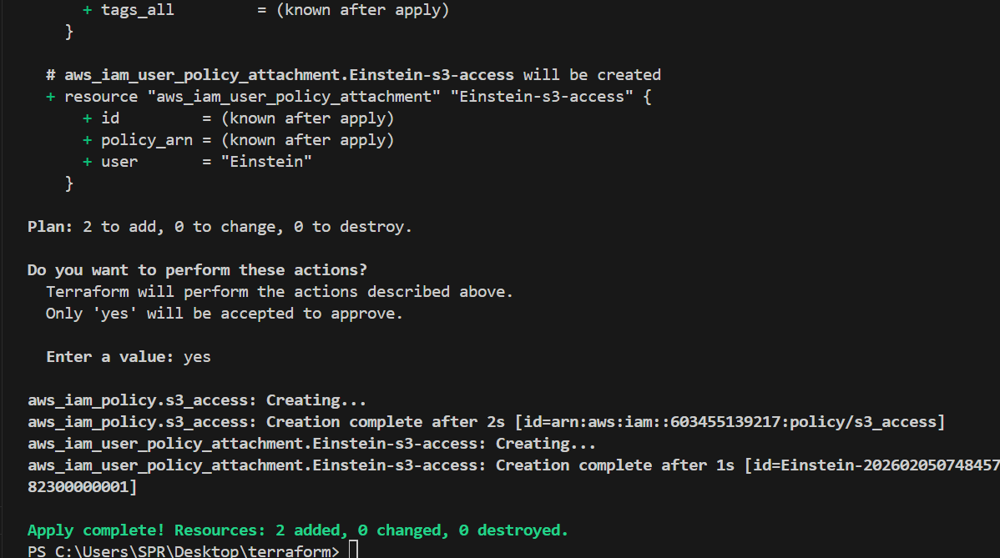 + tags_all         = (known after apply)
}
# aws_iam_user_policy_attachment.Einstein-s3-access will be created
+ resource "aws_iam_user_policy_attachment" "Einstein-s3-access" {
+ id         = (known after apply)
+ policy_arn = (known after apply)
+ user       = "Einstein"
}
Plan: 2 to add, 0 to change, 0 to destroy.
Do you want to perform these actions?
Terraform will perform the actions described above.
Only 'yes' will be accepted to approve.
Enter a value: yes
aws_iam_policy.s3_access: Creating...
aws_iam_policy.s3_access: Creation complete after 2s [id=arn:aws:iam::603455139217:policy/s3_access]
aws_iam_user_policy_attachment.Einstein-s3-access: Creating...
aws_iam_user_policy_attachment.Einstein-s3-access: Creation complete after 1s [id=Einstein-202602050748457
82300000001]
Apply complete! Resources: 2 added, 0 changed, 0 destroyed.
PS C:\Users\SPR\Desktop\terraform>